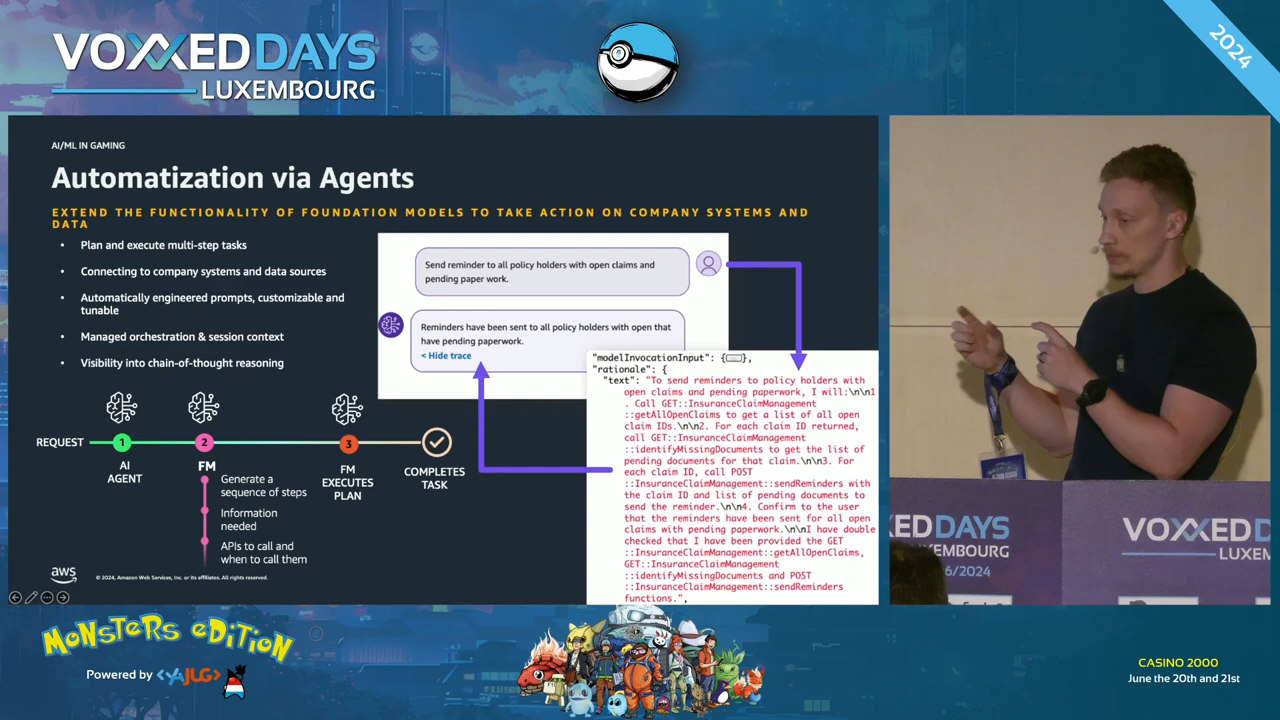 VOXXED DAYS
LUXEMBOURG
2024
AI/ML IN GAMING
Automatization via Agents
EXTEND THE FUNCTIONALITY OF FOUNDATION MODELS TO TAKE ACTION ON COMPANY SYSTEMS AND
DATA
• Plan and execute multi-step tasks
• Connecting to company systems and data sources
• Automatically engineered prompts, customizable and
tunable
• Managed orchestration & session context
• Visibility into chain-of-thought reasoning
Send reminder to all policy holders with open claims and
pending paper work.
Reminders have been sent to all policy holders with open that
have pending paperwork.
< Hide trace
"modelInvocationInput": {...},
"rationale": {
"text": "To send reminders to policy holders with
open claims and pending paperwork, I will:\n\n1
. Call GET::InsuranceClaimManagement
::getAllOpenClaims to get a list of all open
claim IDs.\n\n2. For each claim ID returned,
call GET::InsuranceClaimManagement
::identifyMissingDocuments to get the list of
pending documents for that claim.\n\n3. For
each claim ID, call POST
::InsuranceClaimManagement::sendReminders with
the claim ID and list of pending documents to
send the reminder.\n\n4. Confirm to the user
that the reminders have been sent for all open
claims with pending paperwork.\n\nI have double
checked that I have been provided the GET
::InsuranceClaimManagement::getAllOpenClaims,
GET::InsuranceClaimManagement
::identifyMissingDocuments and POST
::InsuranceClaimManagement::sendReminders
functions.",
REQUEST
1
2
3
AI
AGENT
FM
Generate a
sequence of steps
Information
needed
APIs to call and
when to call them
FM
EXECUTES
PLAN
COMPLETES
TASK
aws
© 2024, Amazon Web Services, Inc. or its affiliates. All rights reserved.
XED DAYS
EMBOURG
6/2024
VOXXED D
LUXEM
MONSTERS EDITION
Powered by <YAJUG>
CASINO 2000
June the 20th and 21st